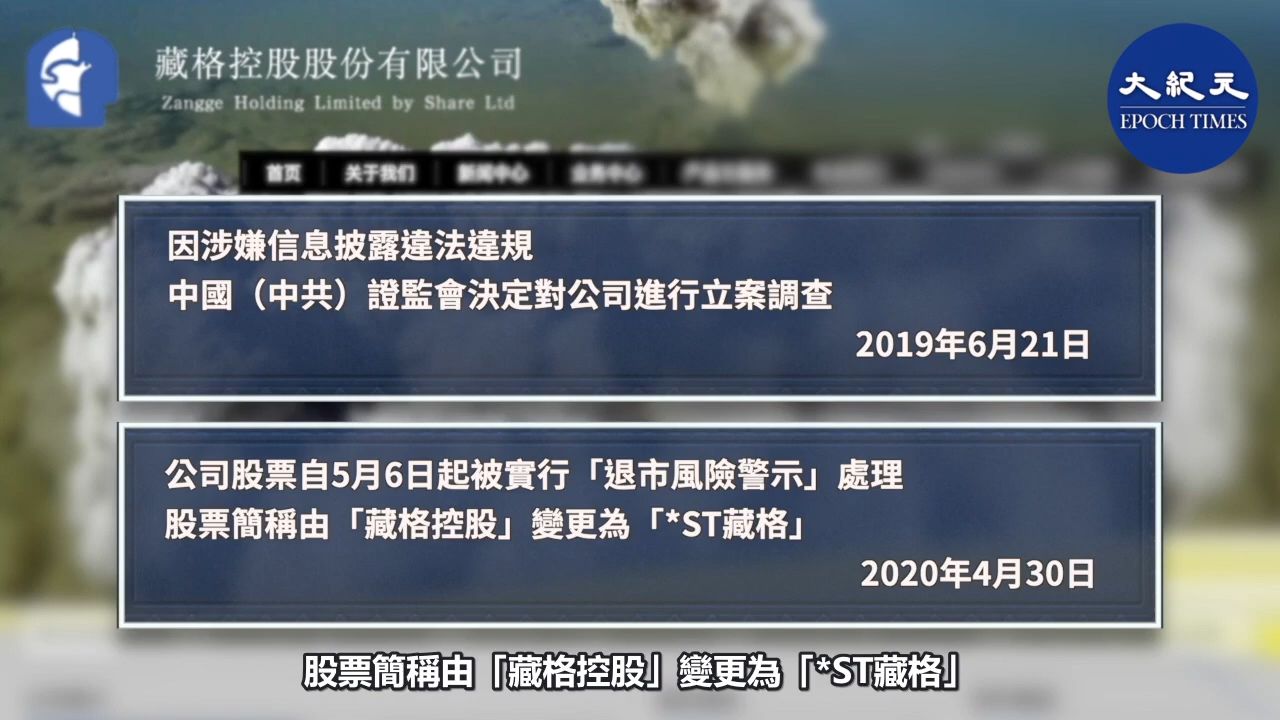 藏格控股股份有限公司
Zangge Holding Limited by Share Ltd
大紀元
EPOCH TIMES
首页 关于我们 新闻中心 业务中心
因涉嫌信息披露違法違規
中國（中共）證監會決定對公司進行立案調查
2019年6月21日
公司股票自5月6日起被實行「退市風險警示」處理
股票簡稱由「藏格控股」變更為「*ST藏格」
2020年4月30日
股票簡稱由「藏格控股」變更為「*ST藏格」